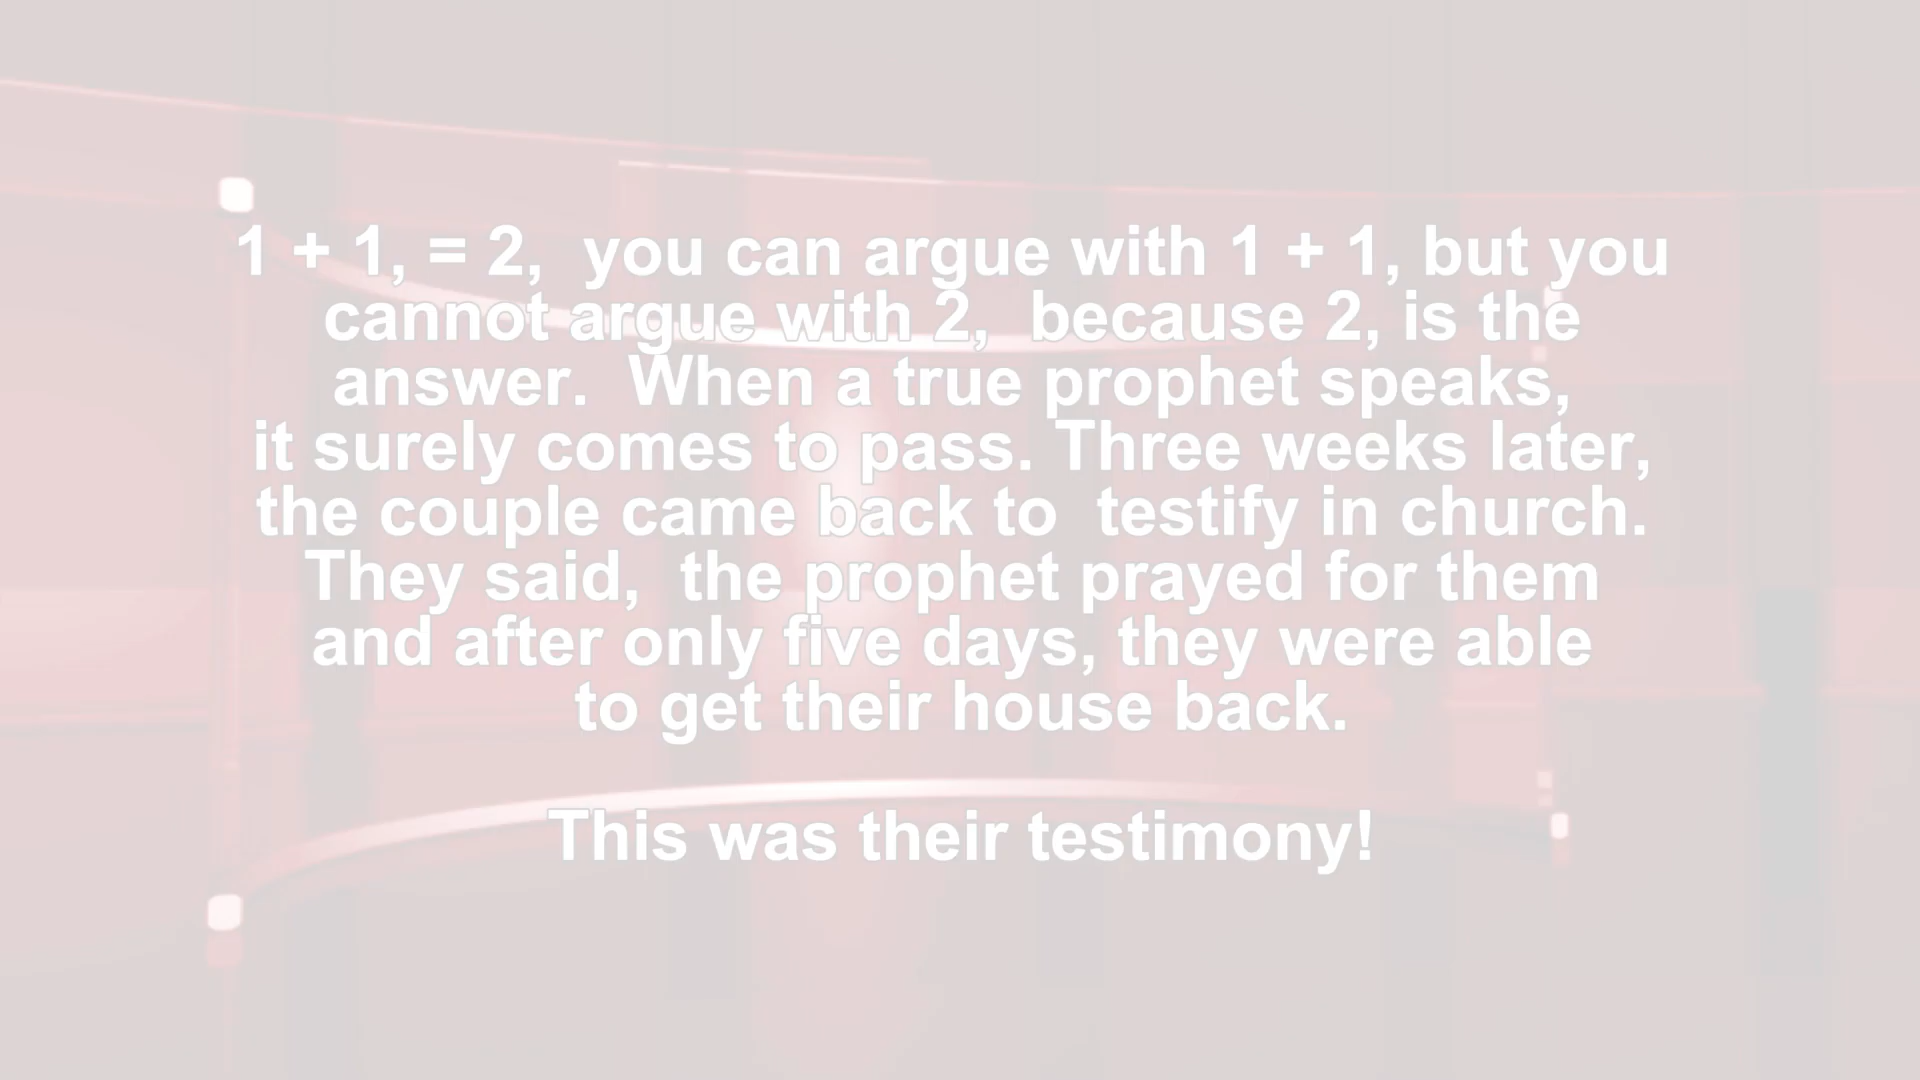 1 + 1, = 2,  you can argue with 1 + 1, but you
cannot argue with 2,  because 2, is the
answer.  When a true prophet speaks,
it surely comes to pass. Three weeks later,
the couple came back to  testify in church.
They said,  the prophet prayed for them
and after only five days, they were able
to get their house back.
This was their testimony!